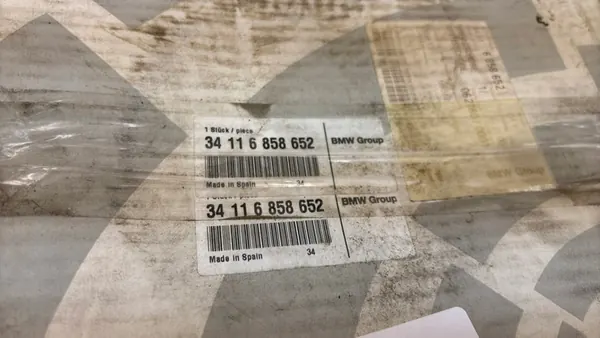 1 Stück / piece
34 11 6 858 652
BMW Group
Made in Spain 34
34 11 6 858 652
BMW Group
Made in Spain 34